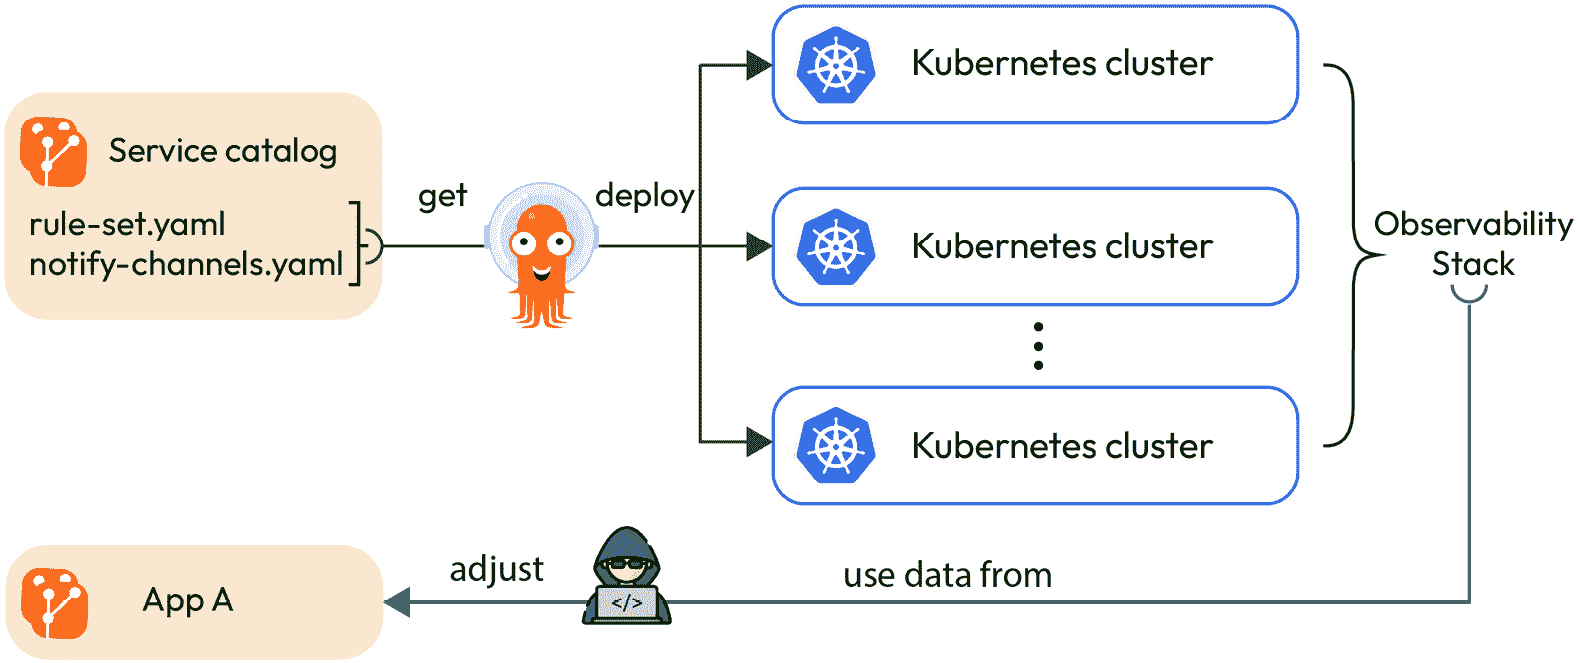 Service catalog
rule-set.yaml
notify-channels.yaml
get
deploy
Kubernetes cluster
Kubernetes cluster
Kubernetes cluster
Observability
Stack
App A
adjust
</>
use data from